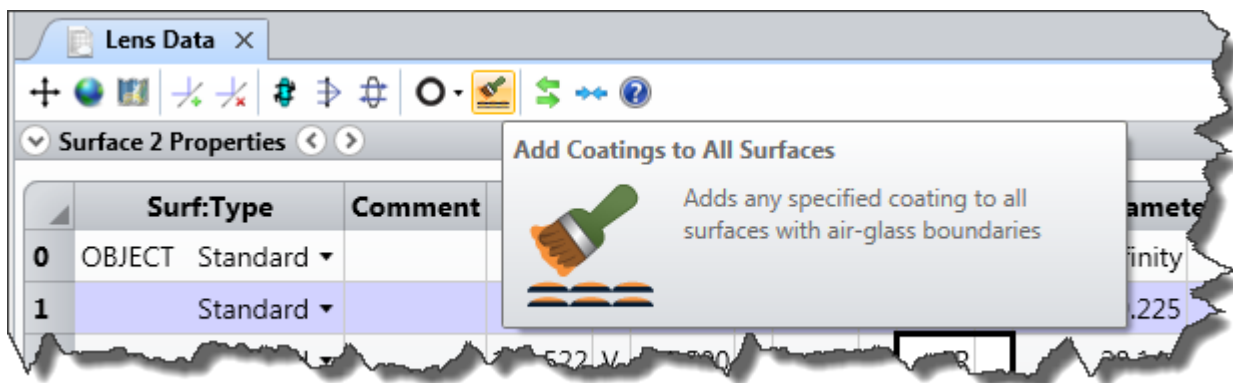 Lens Data
Surface 2 Properties
Add Coatings to All Surfaces
Adds any specified coating to all
surfaces with air-glass boundaries
Surf:Type Comment
0 OBJECT Standard
1 Standard
.225
V